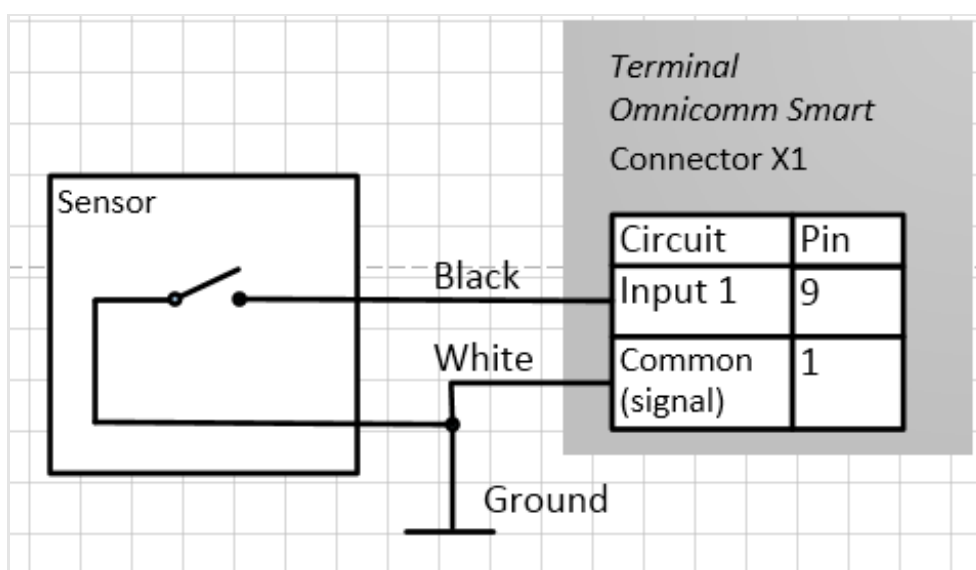 Terminal
Omnicomm Smart
Connector X1
Sensor
Circuit Pin
Black
Input 1 9
White
Common 1
(signal)
Ground